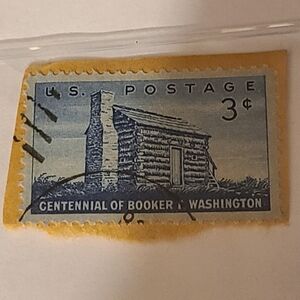 U.S. POSTAGE
3¢
CENTENNIAL OF BOOKER T. WASHINGTON